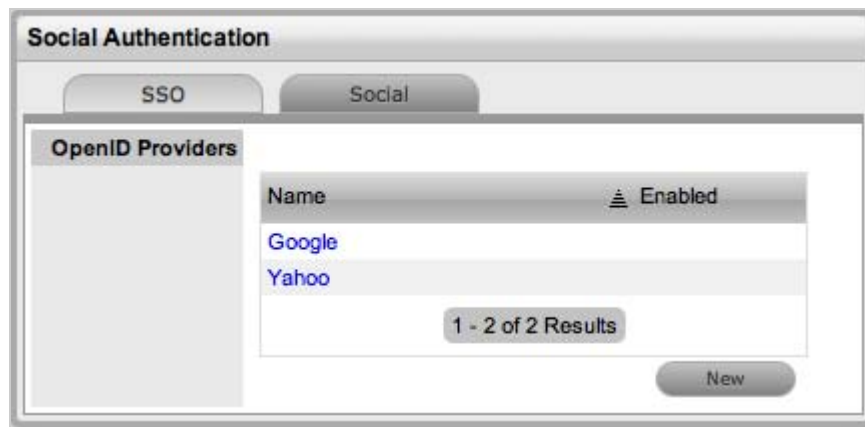 Social Authentication
SSO Social
OpenID Providers
Name Enabled
Google
Yahoo
1 - 2 of 2 Results
New